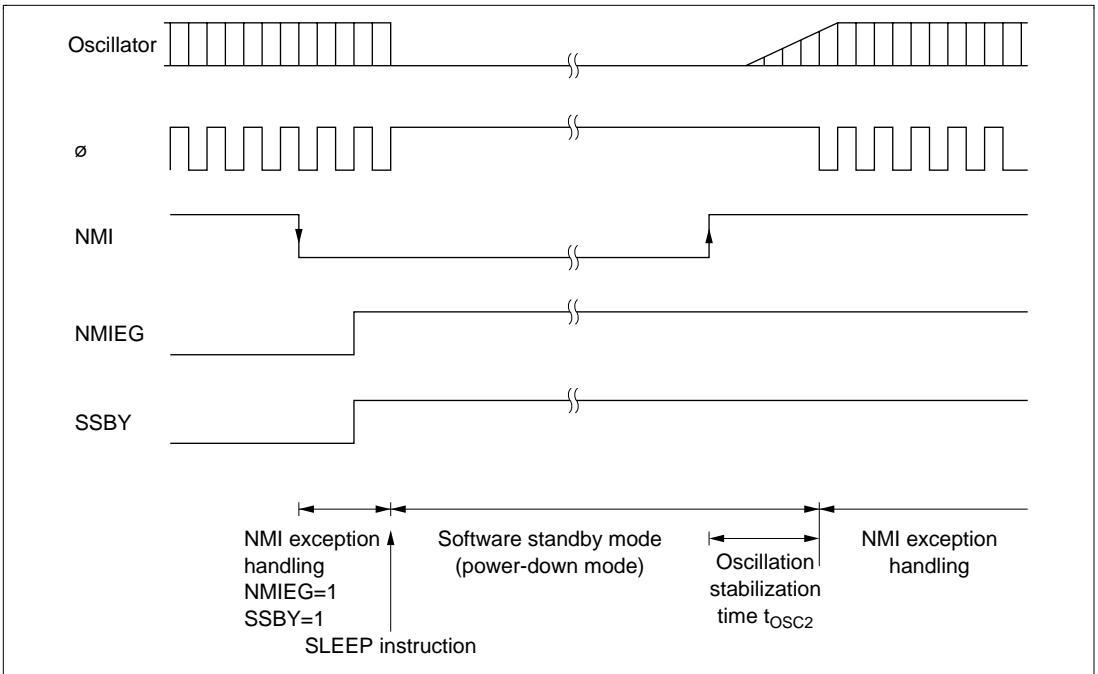 Oscillator
ø
NMI
NMIEG
SSBY
NMI exception
handling
NMIEG=1
SSBY=1
SLEEP instruction
Software standby mode
(power-down mode)
Oscillation
stabilization
time tOSC2
NMI exception
handling